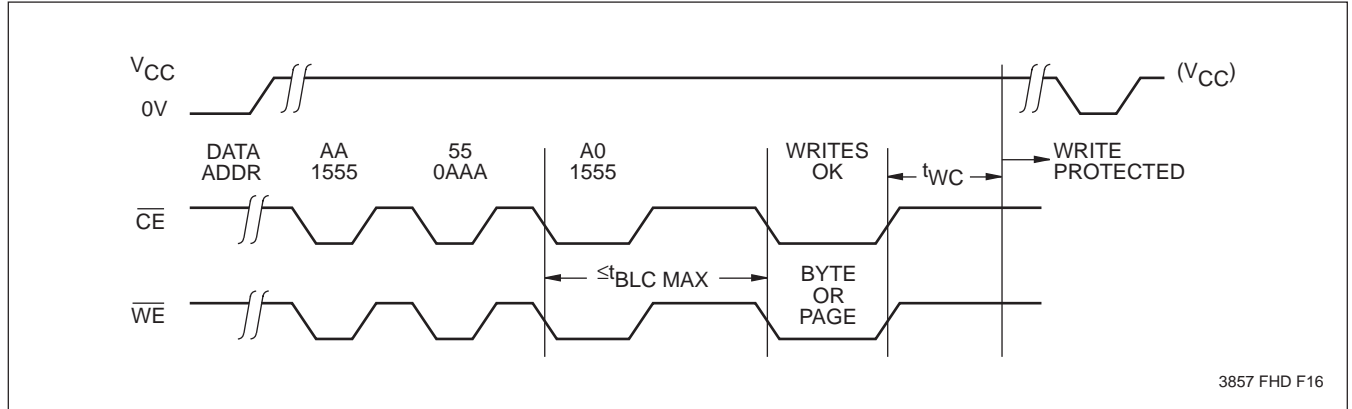 VCC (VCC)
0V
DATA AA 55 A0 WRITES
ADDR 1555 0AAA 1555 OK
tWC
WRITE
PROTECTED
CE
≤tBLC MAX
BYTE
OR
PAGE
WE
3857 FHD F16